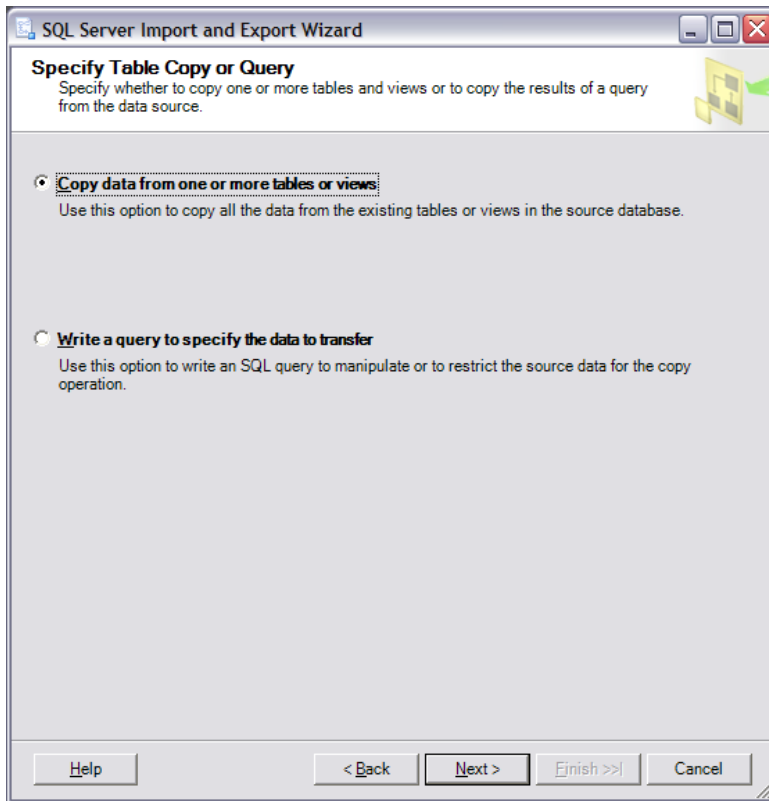 SQL Server Import and Export Wizard
Specify Table Copy or Query
Specify whether to copy one or more tables and views or to copy the results of a query
from the data source.
Copy data from one or more tables or views
Use this option to copy all the data from the existing tables or views in the source database.
Write a query to specify the data to transfer
Use this option to write an SQL query to manipulate or to restrict the source data for the copy
operation.
Help < Back Next > Finish >>| Cancel